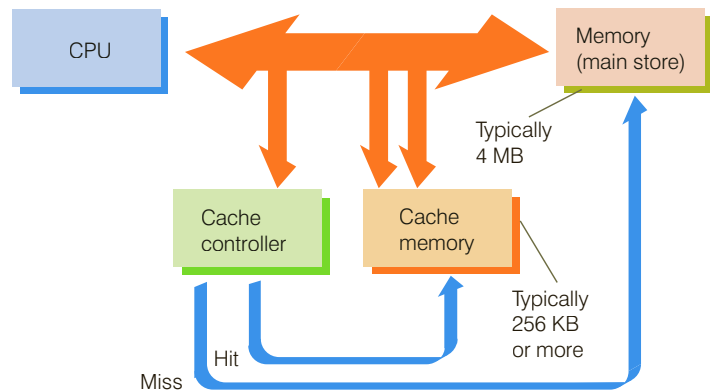 CPU
Memory
(main store)
Typically
4 MB
Cache
controller
Cache
memory
Typically
256 KB
or more
Hit
Miss